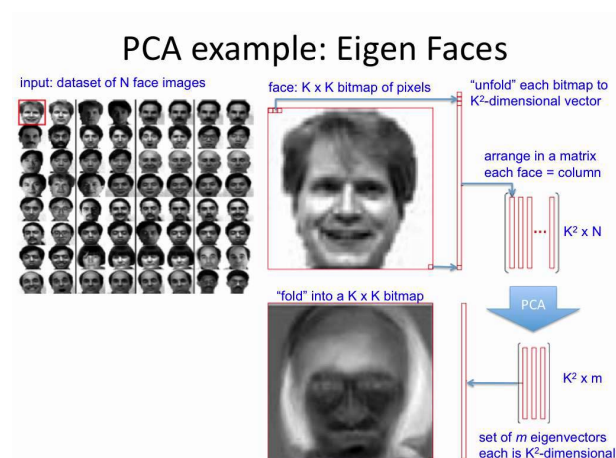 PCA example: Eigen Faces
input: dataset of N face images
face: K x K bitmap of pixels
“unfold” each bitmap to
K²-dimensional vector
arrange in a matrix
each face = column
...
K² x N
PCA
“fold” into a K x K bitmap
K² x m
set of m eigenvectors
each is K²-dimensional